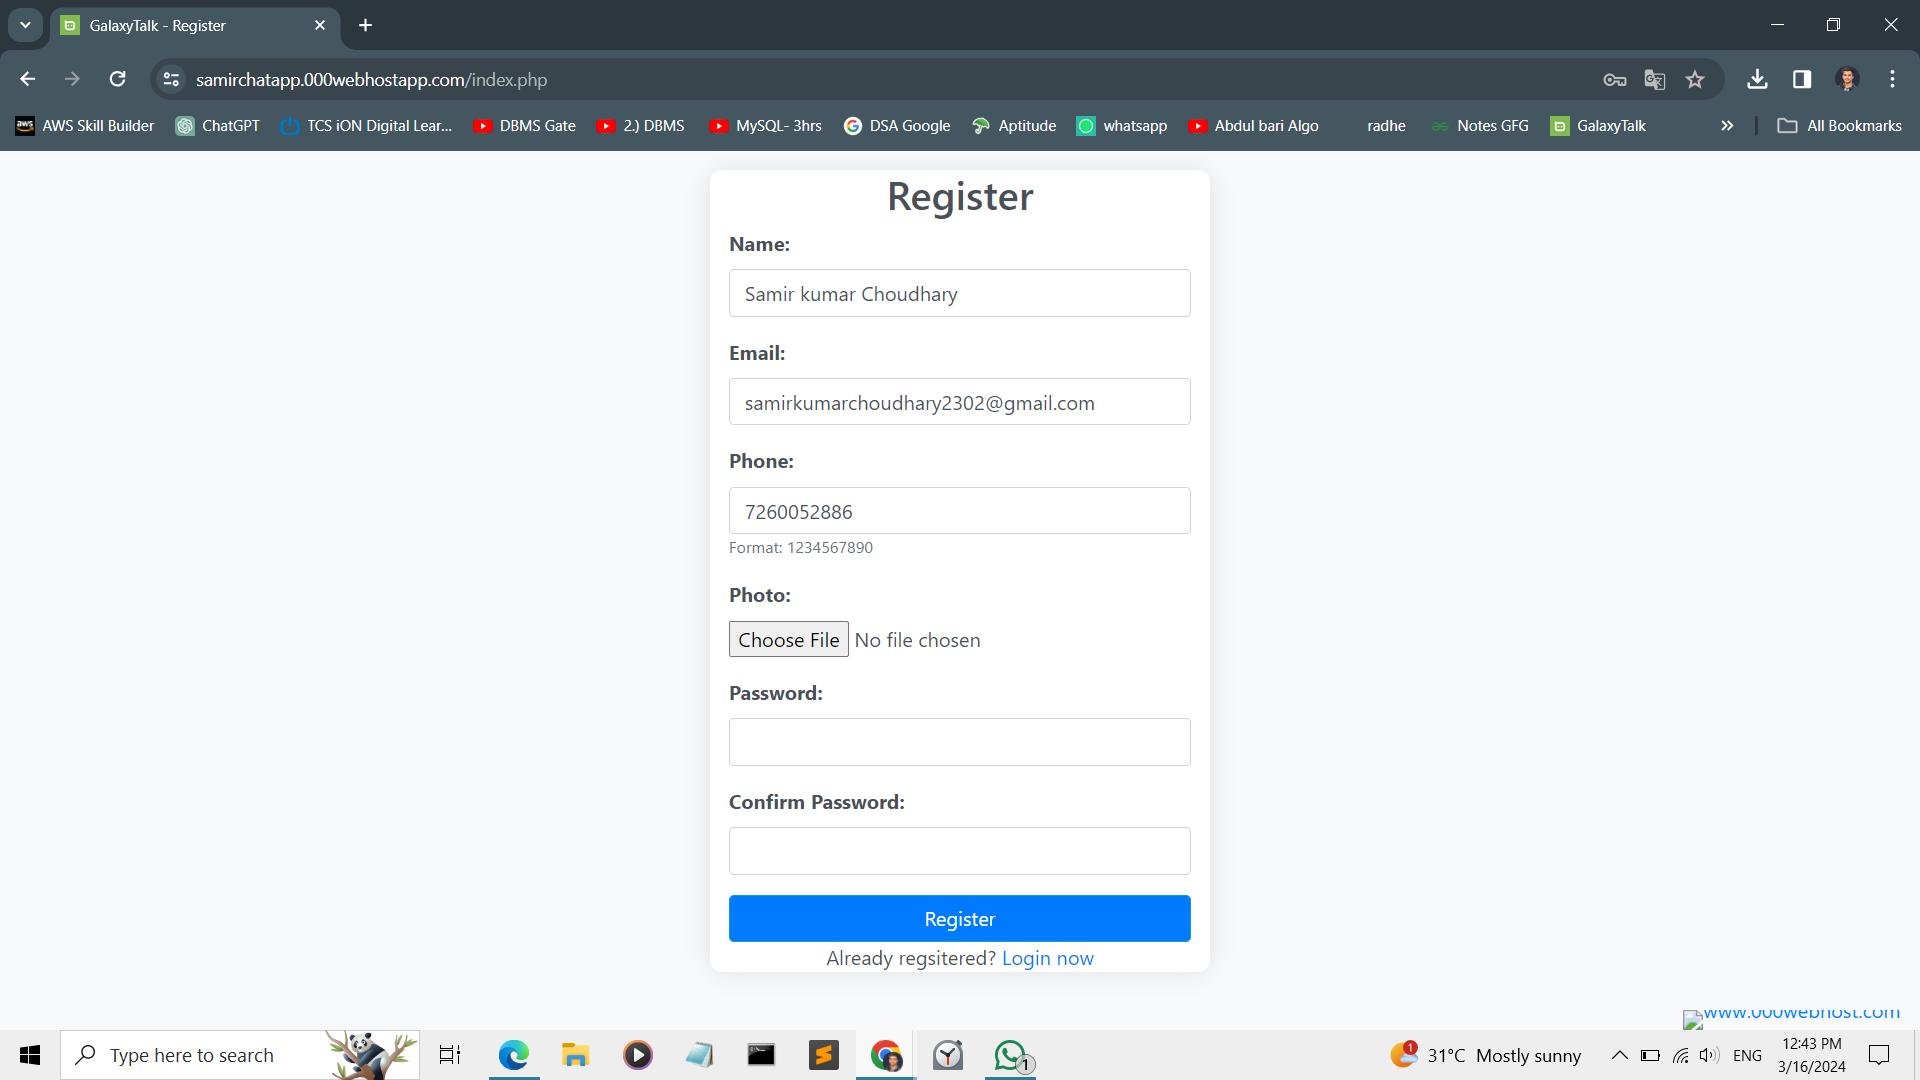 GalaxyTalk - Register
samirchatapp.000webhostapp.com/index.php
AWS Skill Builder ChatGPT TCS iON Digital Lear... DBMS Gate 2.) DBMS MySQL- 3hrs DSA Google Aptitude whatsapp Abdul bari Algo radhe Notes GFG GalaxyTalk » All Bookmarks
Register
Name:
Samir kumar Choudhary
Email:
samirkumarchoudhary2302@gmail.com
Phone:
7260052886
Format: 1234567890
Photo:
Choose File No file chosen
Password:
Confirm Password:
Register
Already regsitered? Login now
www.000webhost.com
Type here to search
1
1
31°C Mostly sunny
ENG
12:43 PM
3/16/2024